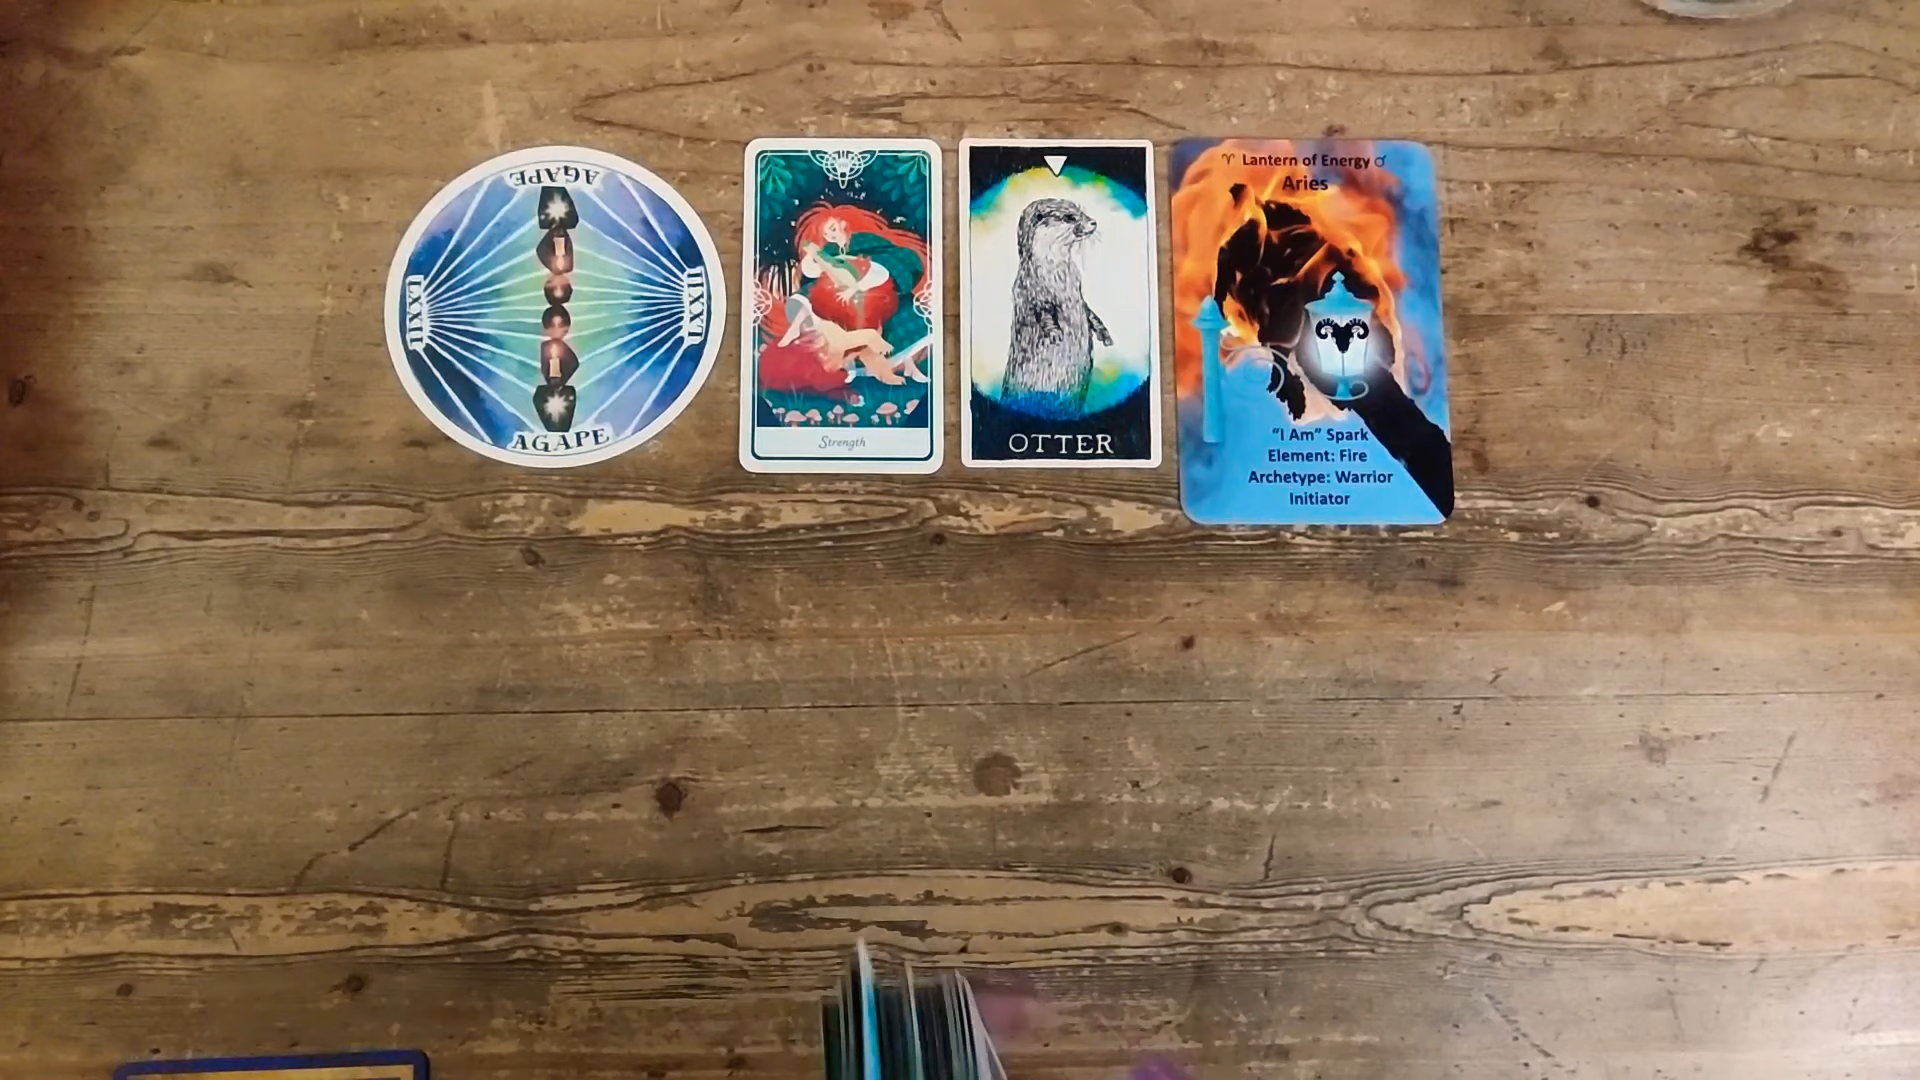 AGAPE
LXXII
LXXII
AGAPE
Strength
OTTER
♈ Lantern of Energy ♂
Aries
"I Am" Spark
Element: Fire
Archetype: Warrior
Initiator